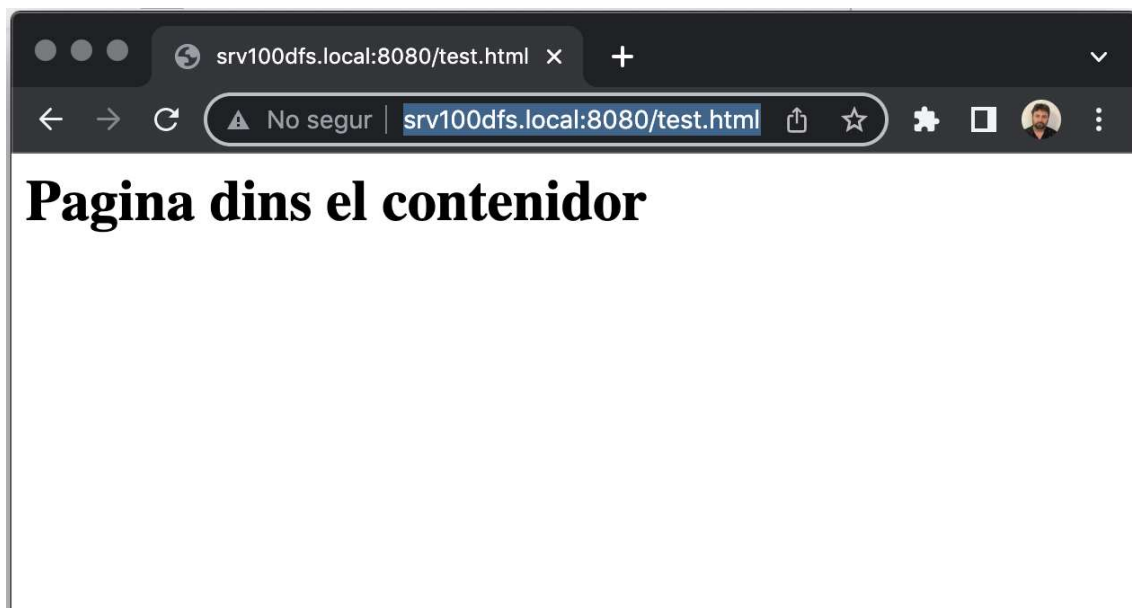 srv100dfs.local:8080/test.html
No segur srv100dfs.local:8080/test.html
Pagina dins el contenidor